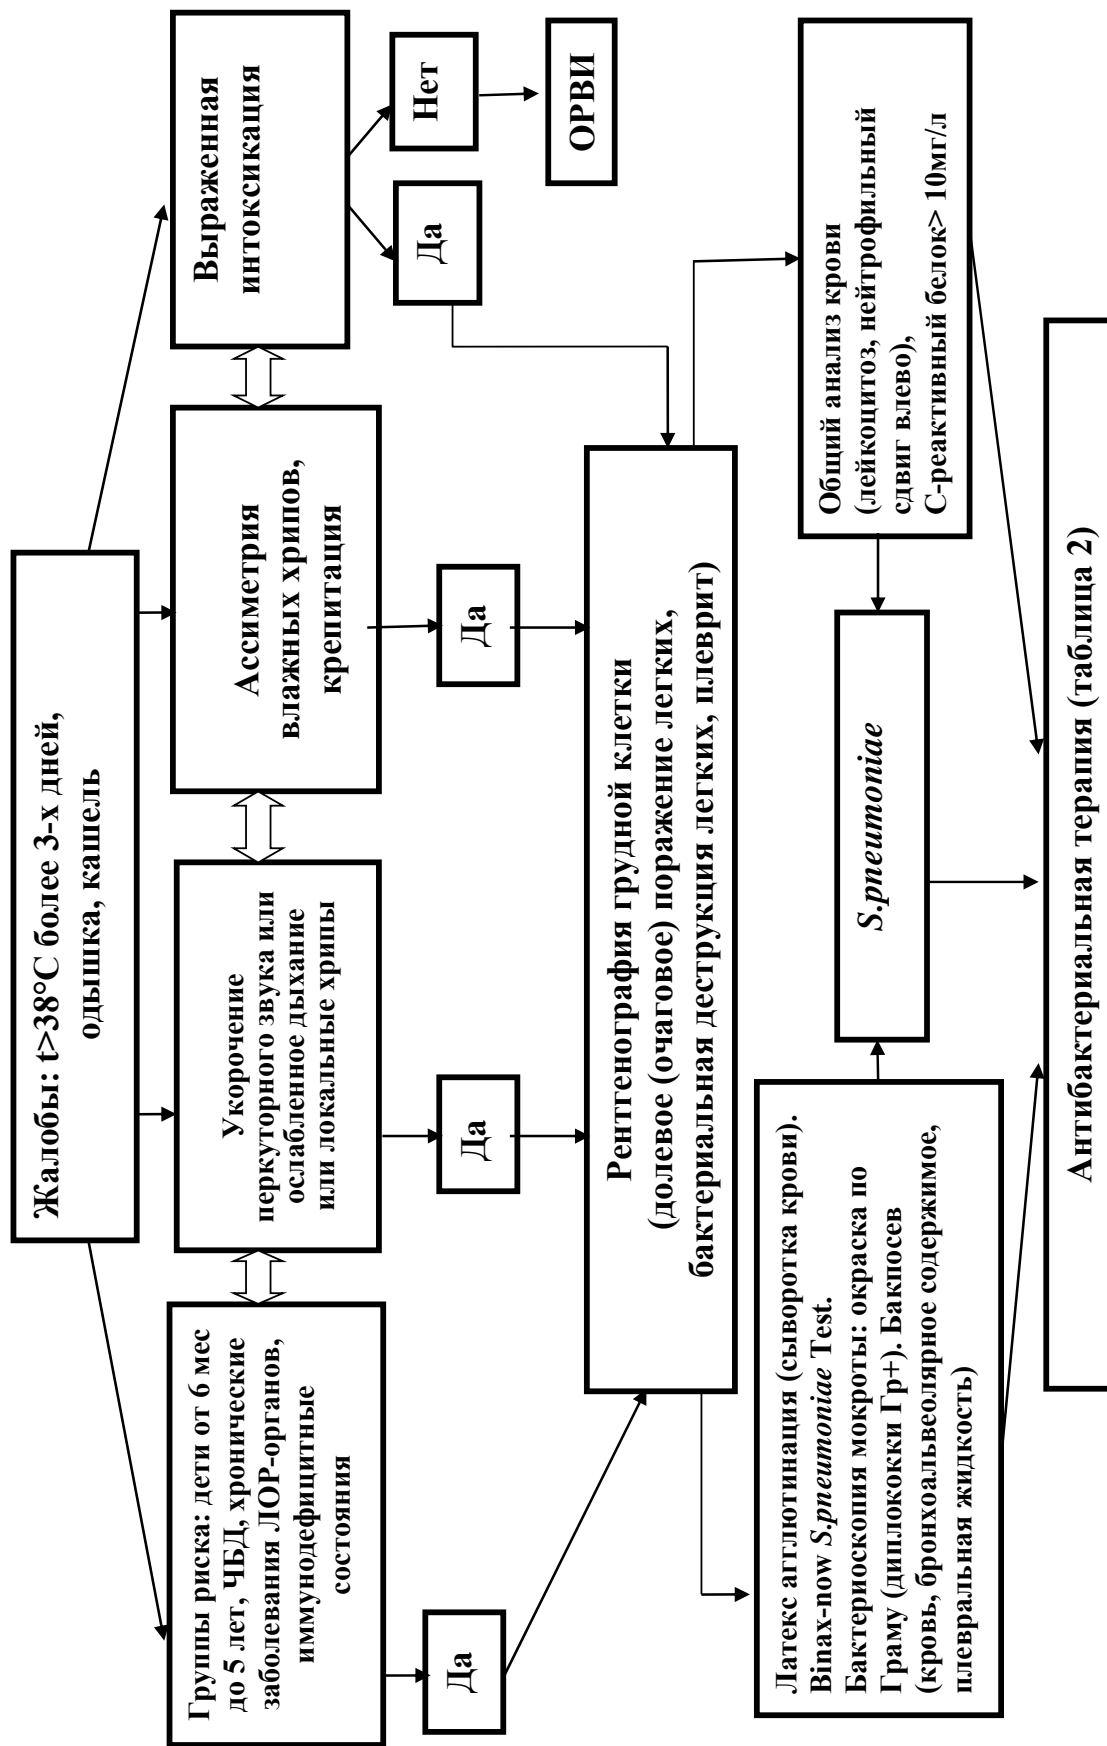 Жалобы: t>38°C более 3-х дней,
одышка, кашель
Группы риска: дети от 6 мес
до 5 лет, ЧБД, хронические
заболевания ЛОР-органов,
иммунодефицитные
состояния
Укорочение
перкуторного звука или
ослабленное дыхание
или локальные хрипы
Ассиметрия
влажных хрипов,
крепитация
Выраженная
интоксикация
Да
Да
Да
Да
Нет
ОРВИ
Рентгенография грудной клетки
(долевое (очаговое) поражение легких,
бактериальная деструкция легких, плеврит)
Латекс агглютинация (сыворотка крови).
Binax-now S.pneumoniae Test.
Бактериоскопия мокроты: окраска по
Граму (диплококки Гр+). Бакпосев
(кровь, бронхоальвеолярное содержимое,
плевральная жидкость)
S.pneumoniae
Общий анализ крови
(лейкоцитоз, нейтрофильный
сдвиг влево),
С-реактивный белок> 10мг/л
Антибактериальная терапия (таблица 2)